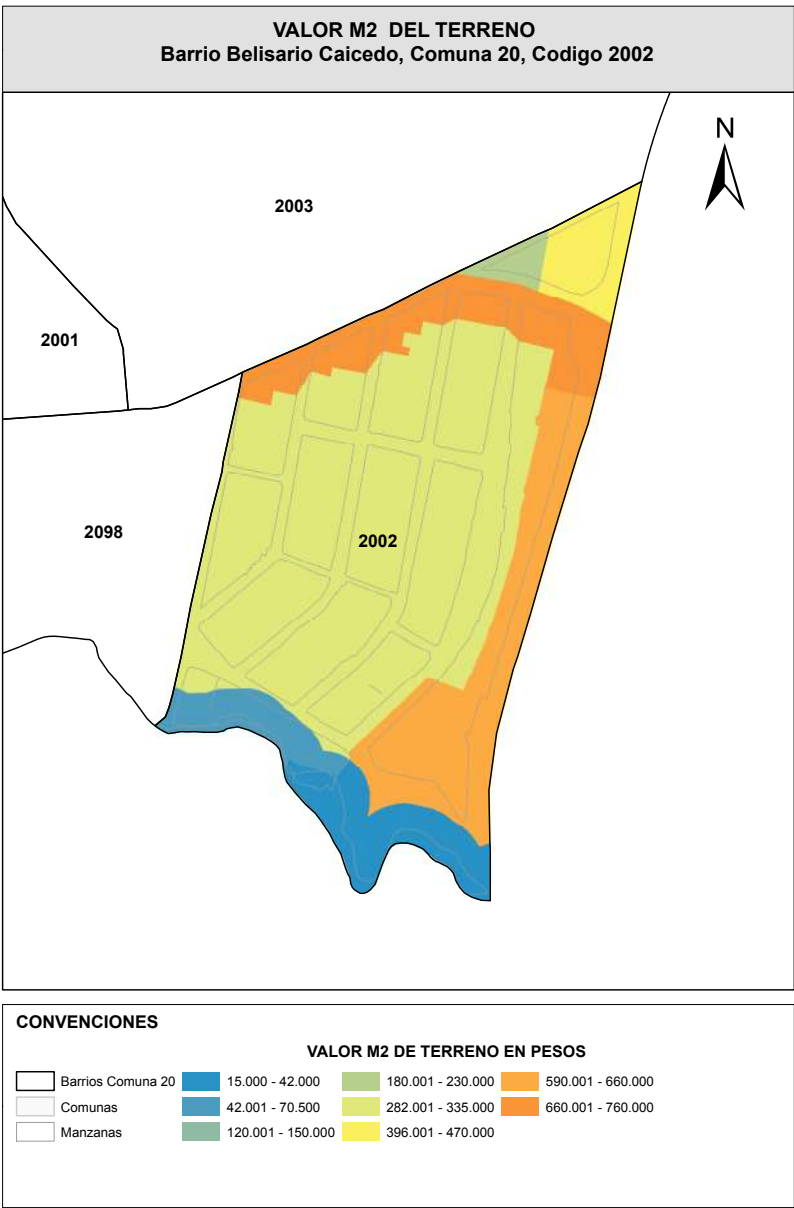 VALOR M2 DEL TERRENO
Barrio Belisario Caicedo, Comuna 20, Codigo 2002
N
2003
2001
2098
2002
CONVENCIONES
VALOR M2 DE TERRENO EN PESOS
Barrios Comuna 20
15.000 - 42.000
180.001 - 230.000
590.001 - 660.000
Comunas
42.001 - 70.500
282.001 - 335.000
660.001 - 760.000
Manzanas
120.001 - 150.000
396.001 - 470.000